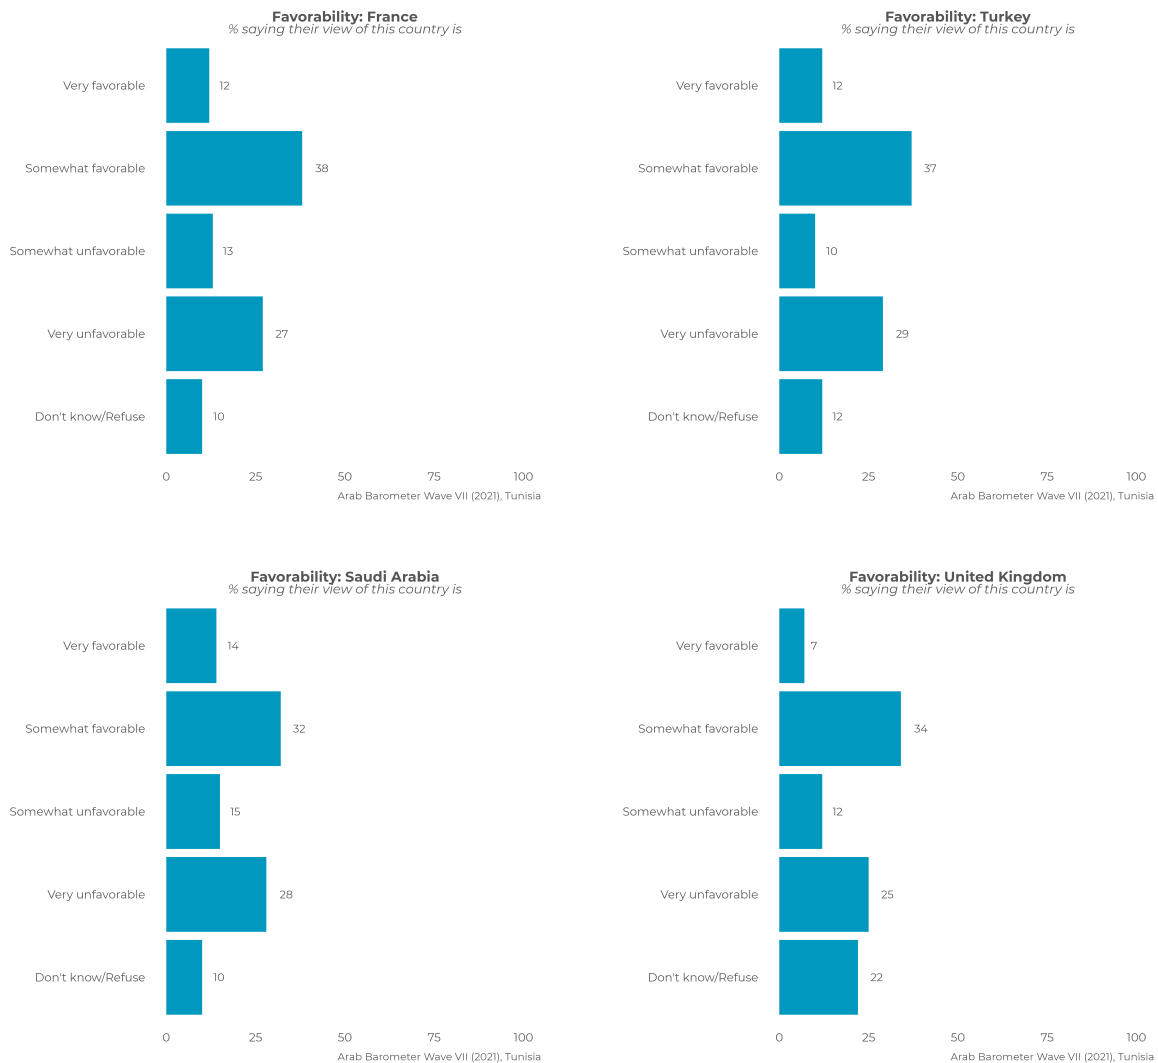 Favorability: France
% saying their view of this country is
Very favorable 12
Somewhat favorable 38
Somewhat unfavorable 13
Very unfavorable 27
Don't know/Refuse 10
0 25 50 75 100
Arab Barometer Wave VII (2021), Tunisia
Favorability: Turkey
% saying their view of this country is
Very favorable 12
Somewhat favorable 37
Somewhat unfavorable 10
Very unfavorable 29
Don't know/Refuse 12
0 25 50 75 100
Arab Barometer Wave VII (2021), Tunisia
Favorability: Saudi Arabia
% saying their view of this country is
Very favorable 14
Somewhat favorable 32
Somewhat unfavorable 15
Very unfavorable 28
Don't know/Refuse 10
0 25 50 75 100
Arab Barometer Wave VII (2021), Tunisia
Favorability: United Kingdom
% saying their view of this country is
Very favorable 7
Somewhat favorable 34
Somewhat unfavorable 12
Very unfavorable 25
Don't know/Refuse 22
0 25 50 75 100
Arab Barometer Wave VII (2021), Tunisia